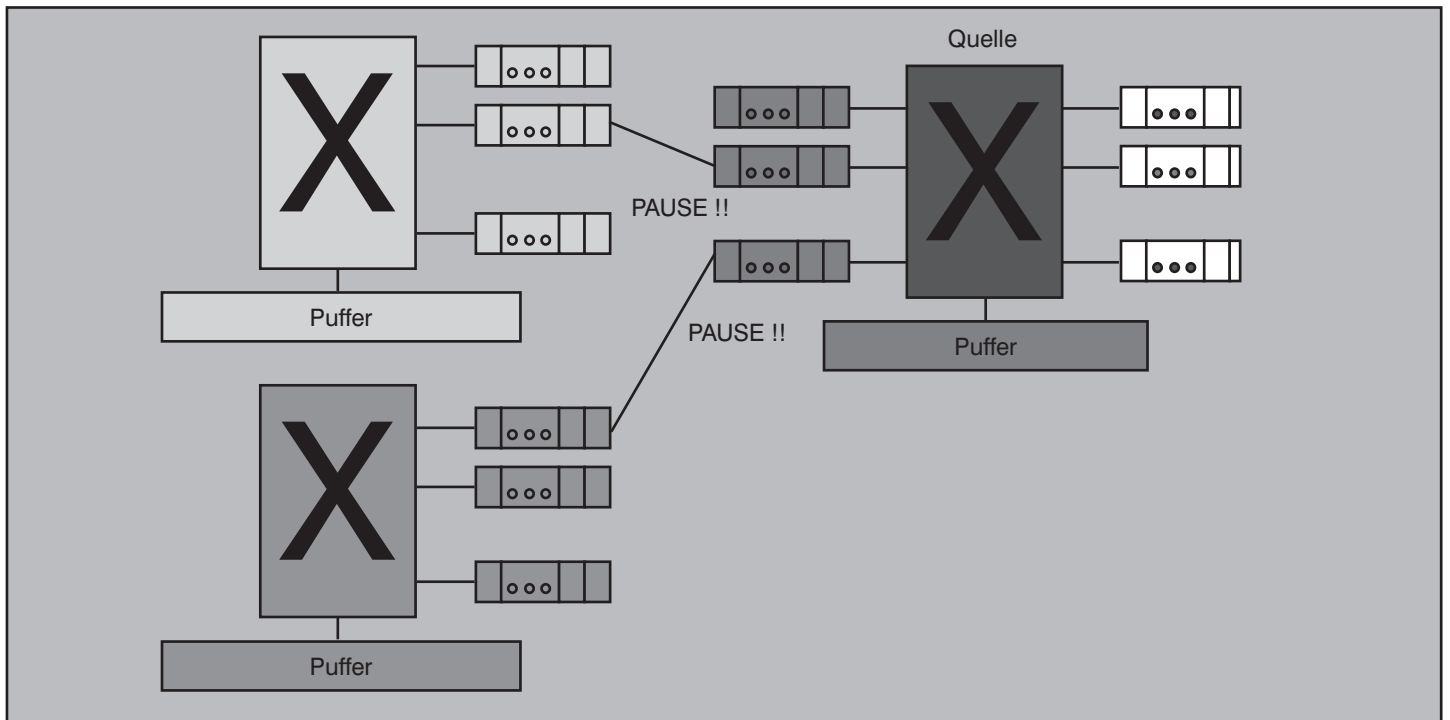 Quelle
X
X
PAUSE !!
Puffer
PAUSE !!
Puffer
X
Puffer